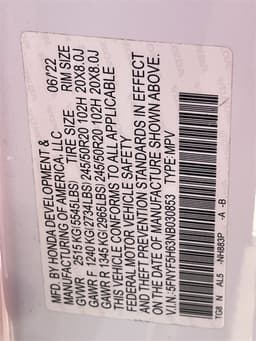 MFD. BY HONDA DEVELOPMENT & 06/'22
MANUFACTURING OF AMERICA, LLC
TIRE SIZE RIM SIZE
GVWR 2515 KG(5545LBS)
GAWR F 1240 KG(2734LBS) 245/50R20 102H 20X8.0J
GAWR R 1345 KG(2965LBS) 245/50R20 102H 20X8.0J
THIS VEHICLE CONFORMS TO ALL APPLICABLE
FEDERAL MOTOR VEHICLE SAFETY
AND THEFT PREVENTION STANDARDS IN EFFECT ON
THE DATE OF MANUFACTURE SHOWN ABOVE.
V.I.N.: 5FNYF5H63NB030853 TYPE:MPV
TG8 N AL5 -NH883P -A -B